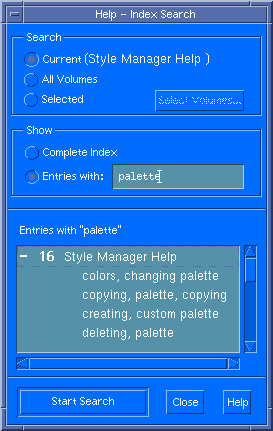 Help - Index Search
Search
Current (Style Manager Help )
All Volumes
Selected
Select Volumes...
Show
Complete Index
Entries with:
palette
Entries with "palette"
- 16 Style Manager Help
colors, changing palette
copying, palette, copying
creating, custom palette
deleting, palette
Start Search
Close
Help